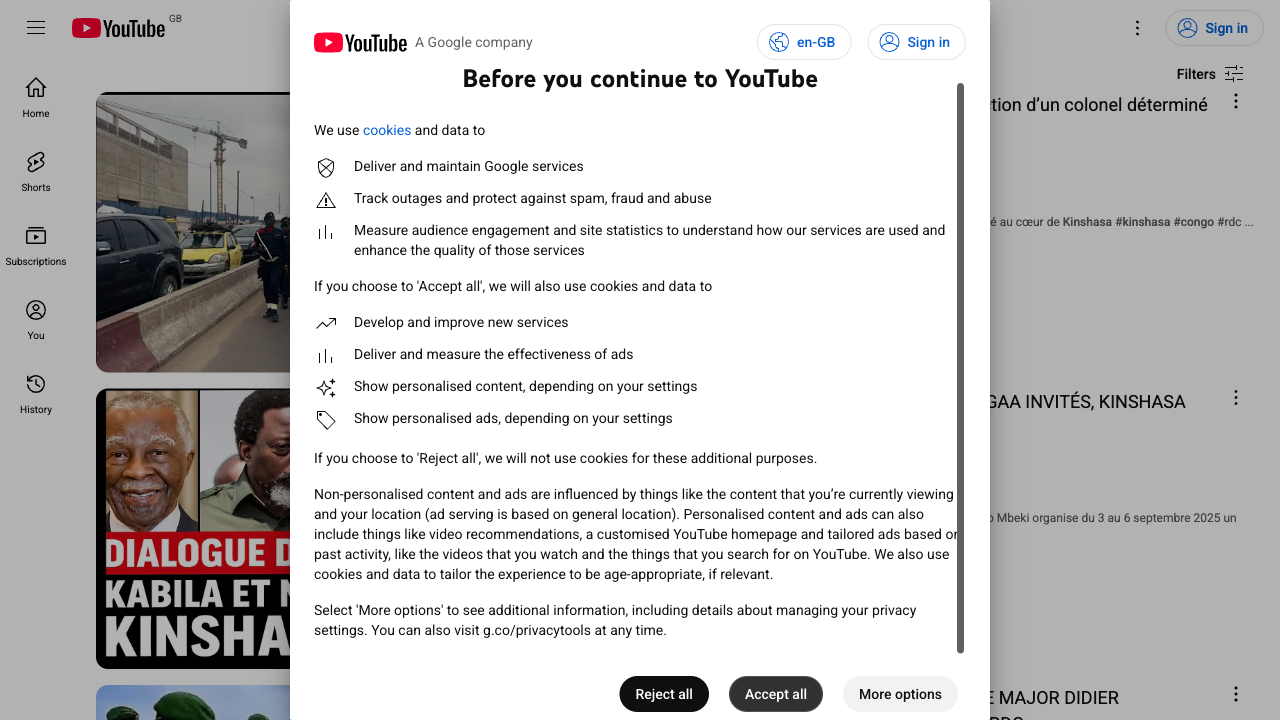 YouTube GB
Sign in
Home
Shorts
Subscriptions
You
History
Filters
ction d’un colonel déterminé
é au cœur de Kinshasa #kinshasa #congo #rdc ...
GAA INVITÉS, KINSHASA
Mbeki organise du 3 au 6 septembre 2025 un
E MAJOR DIDIER
DIALOGUE D
KABILA ET N
KINSHA
YouTube A Google company
en-GB
Sign in
Before you continue to YouTube
We use cookies and data to
Deliver and maintain Google services
Track outages and protect against spam, fraud and abuse
Measure audience engagement and site statistics to understand how our services are used and
enhance the quality of those services
If you choose to 'Accept all', we will also use cookies and data to
Develop and improve new services
Deliver and measure the effectiveness of ads
Show personalised content, depending on your settings
Show personalised ads, depending on your settings
If you choose to 'Reject all', we will not use cookies for these additional purposes.
Non-personalised content and ads are influenced by things like the content that you’re currently viewing
and your location (ad serving is based on general location). Personalised content and ads can also
include things like video recommendations, a customised YouTube homepage and tailored ads based on
past activity, like the videos that you watch and the things that you search for on YouTube. We also use
cookies and data to tailor the experience to be age-appropriate, if relevant.
Select 'More options' to see additional information, including details about managing your privacy
settings. You can also visit g.co/privacytools at any time.
Reject all
Accept all
More options